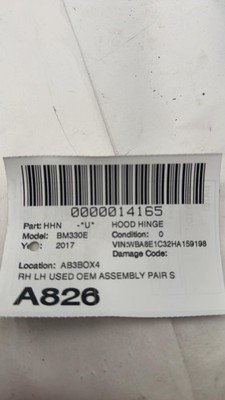 0000014165
Part: HHN -"U" HOOD HINGE
Model: BM330E Condition: 0
2017 VIN:WBA8E1C32HA159198
Damage Code:
Location: AB3BOX4
RH LH USED OEM ASSEMBLY PAIR S
A826